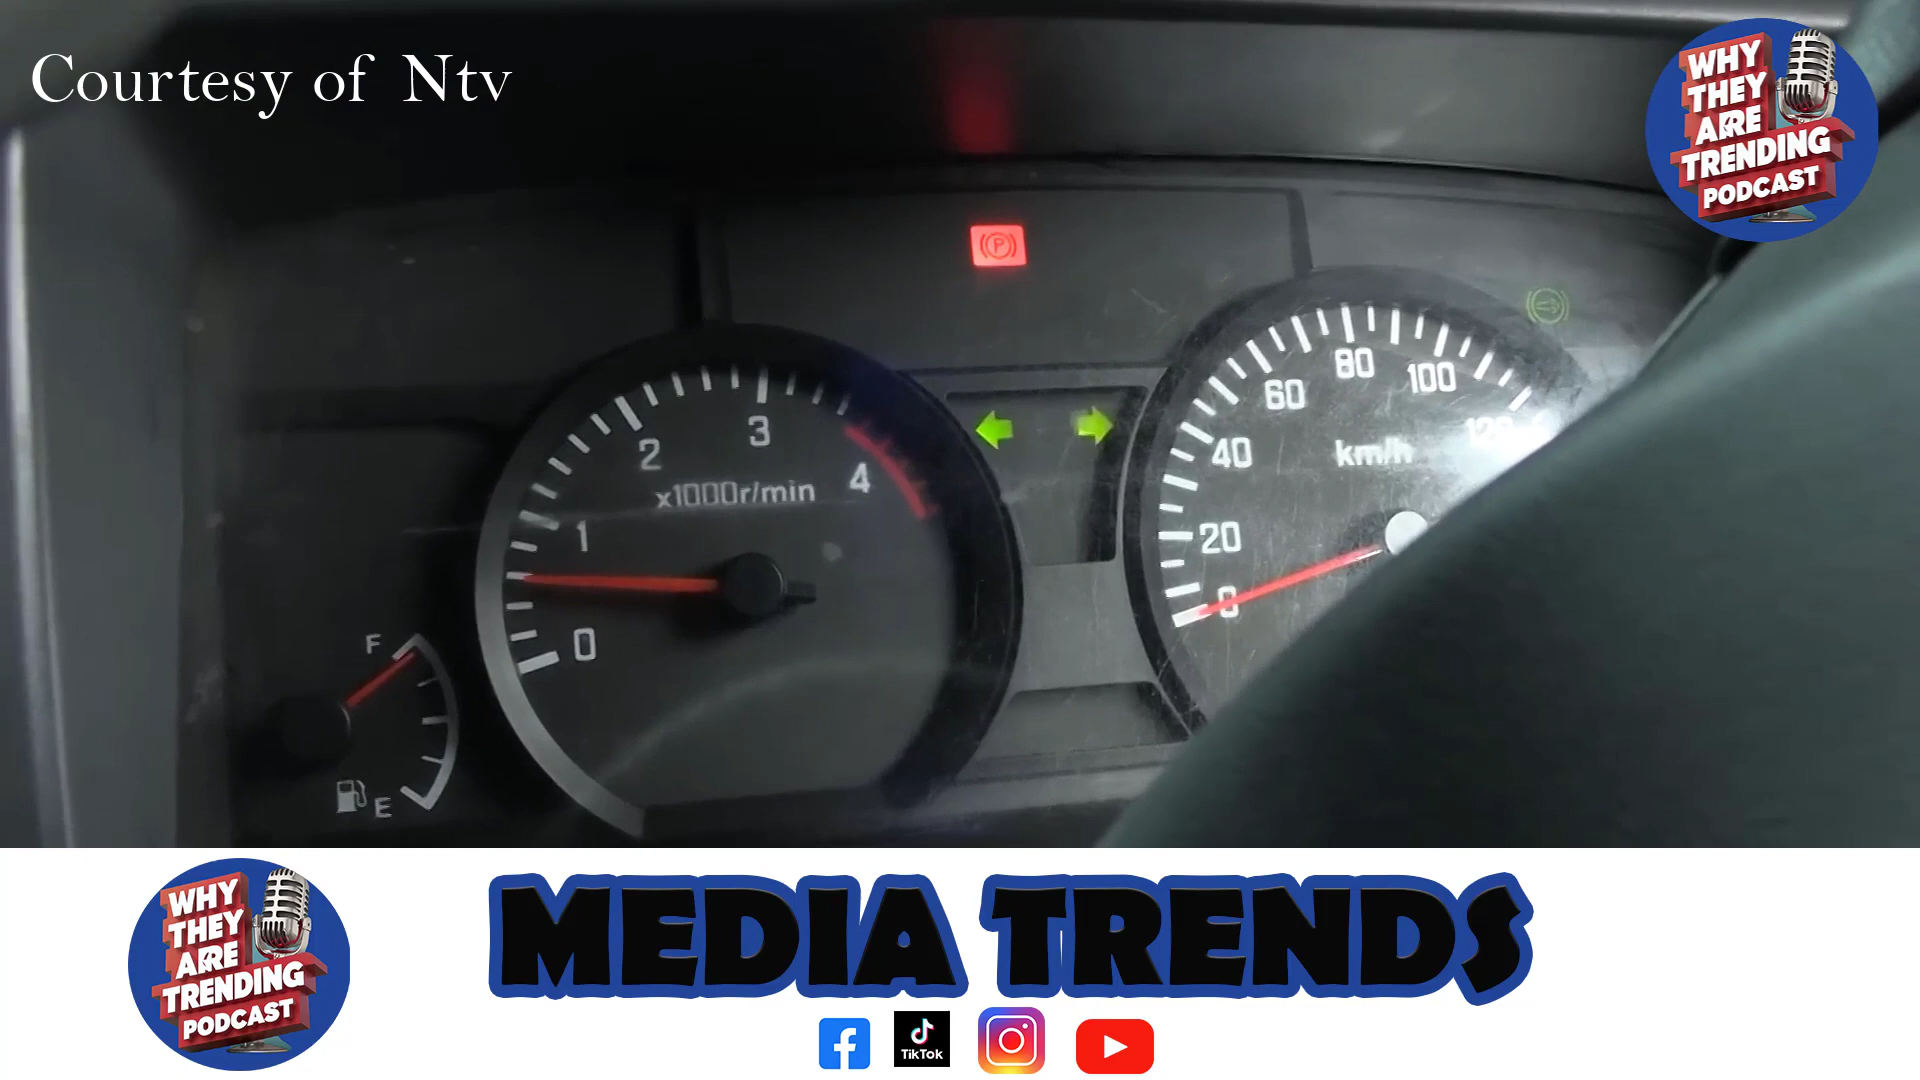 Courtesy of Ntv
WHY
THEY
ARE
TRENDING
PODCAST
P
80
60
100
120
40
km/h
20
0
3
2
4
x1000r/min
1
0
F
E
WHY
THEY
ARE
TRENDING
PODCAST
MEDIA TRENDS
TikTok